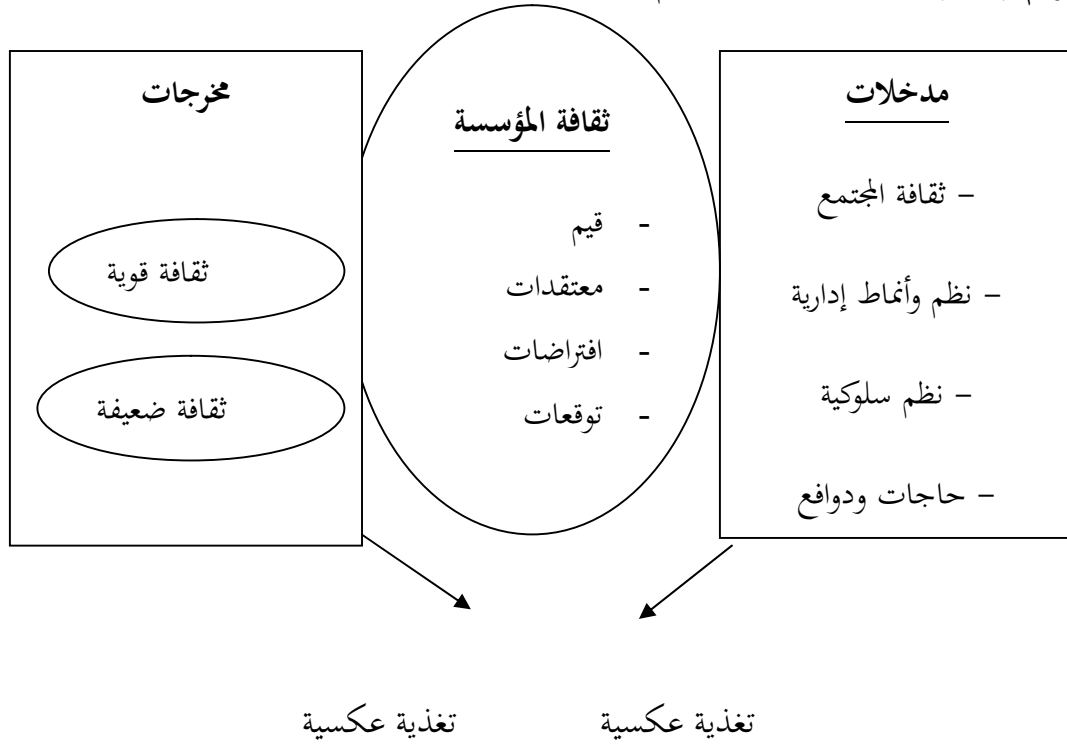 مدخلات
– ثقافة المجتمع
– نظم وأنماط إدارية
– نظم سلوكية
– حاجات ودوافع
ثقافة المؤسسة
- قيم
- معتقدات
- افتراضات
- توقعات
مخرجات
ثقافة قوية
ثقافة ضعيفة
تغذية عكسية تغذية عكسية